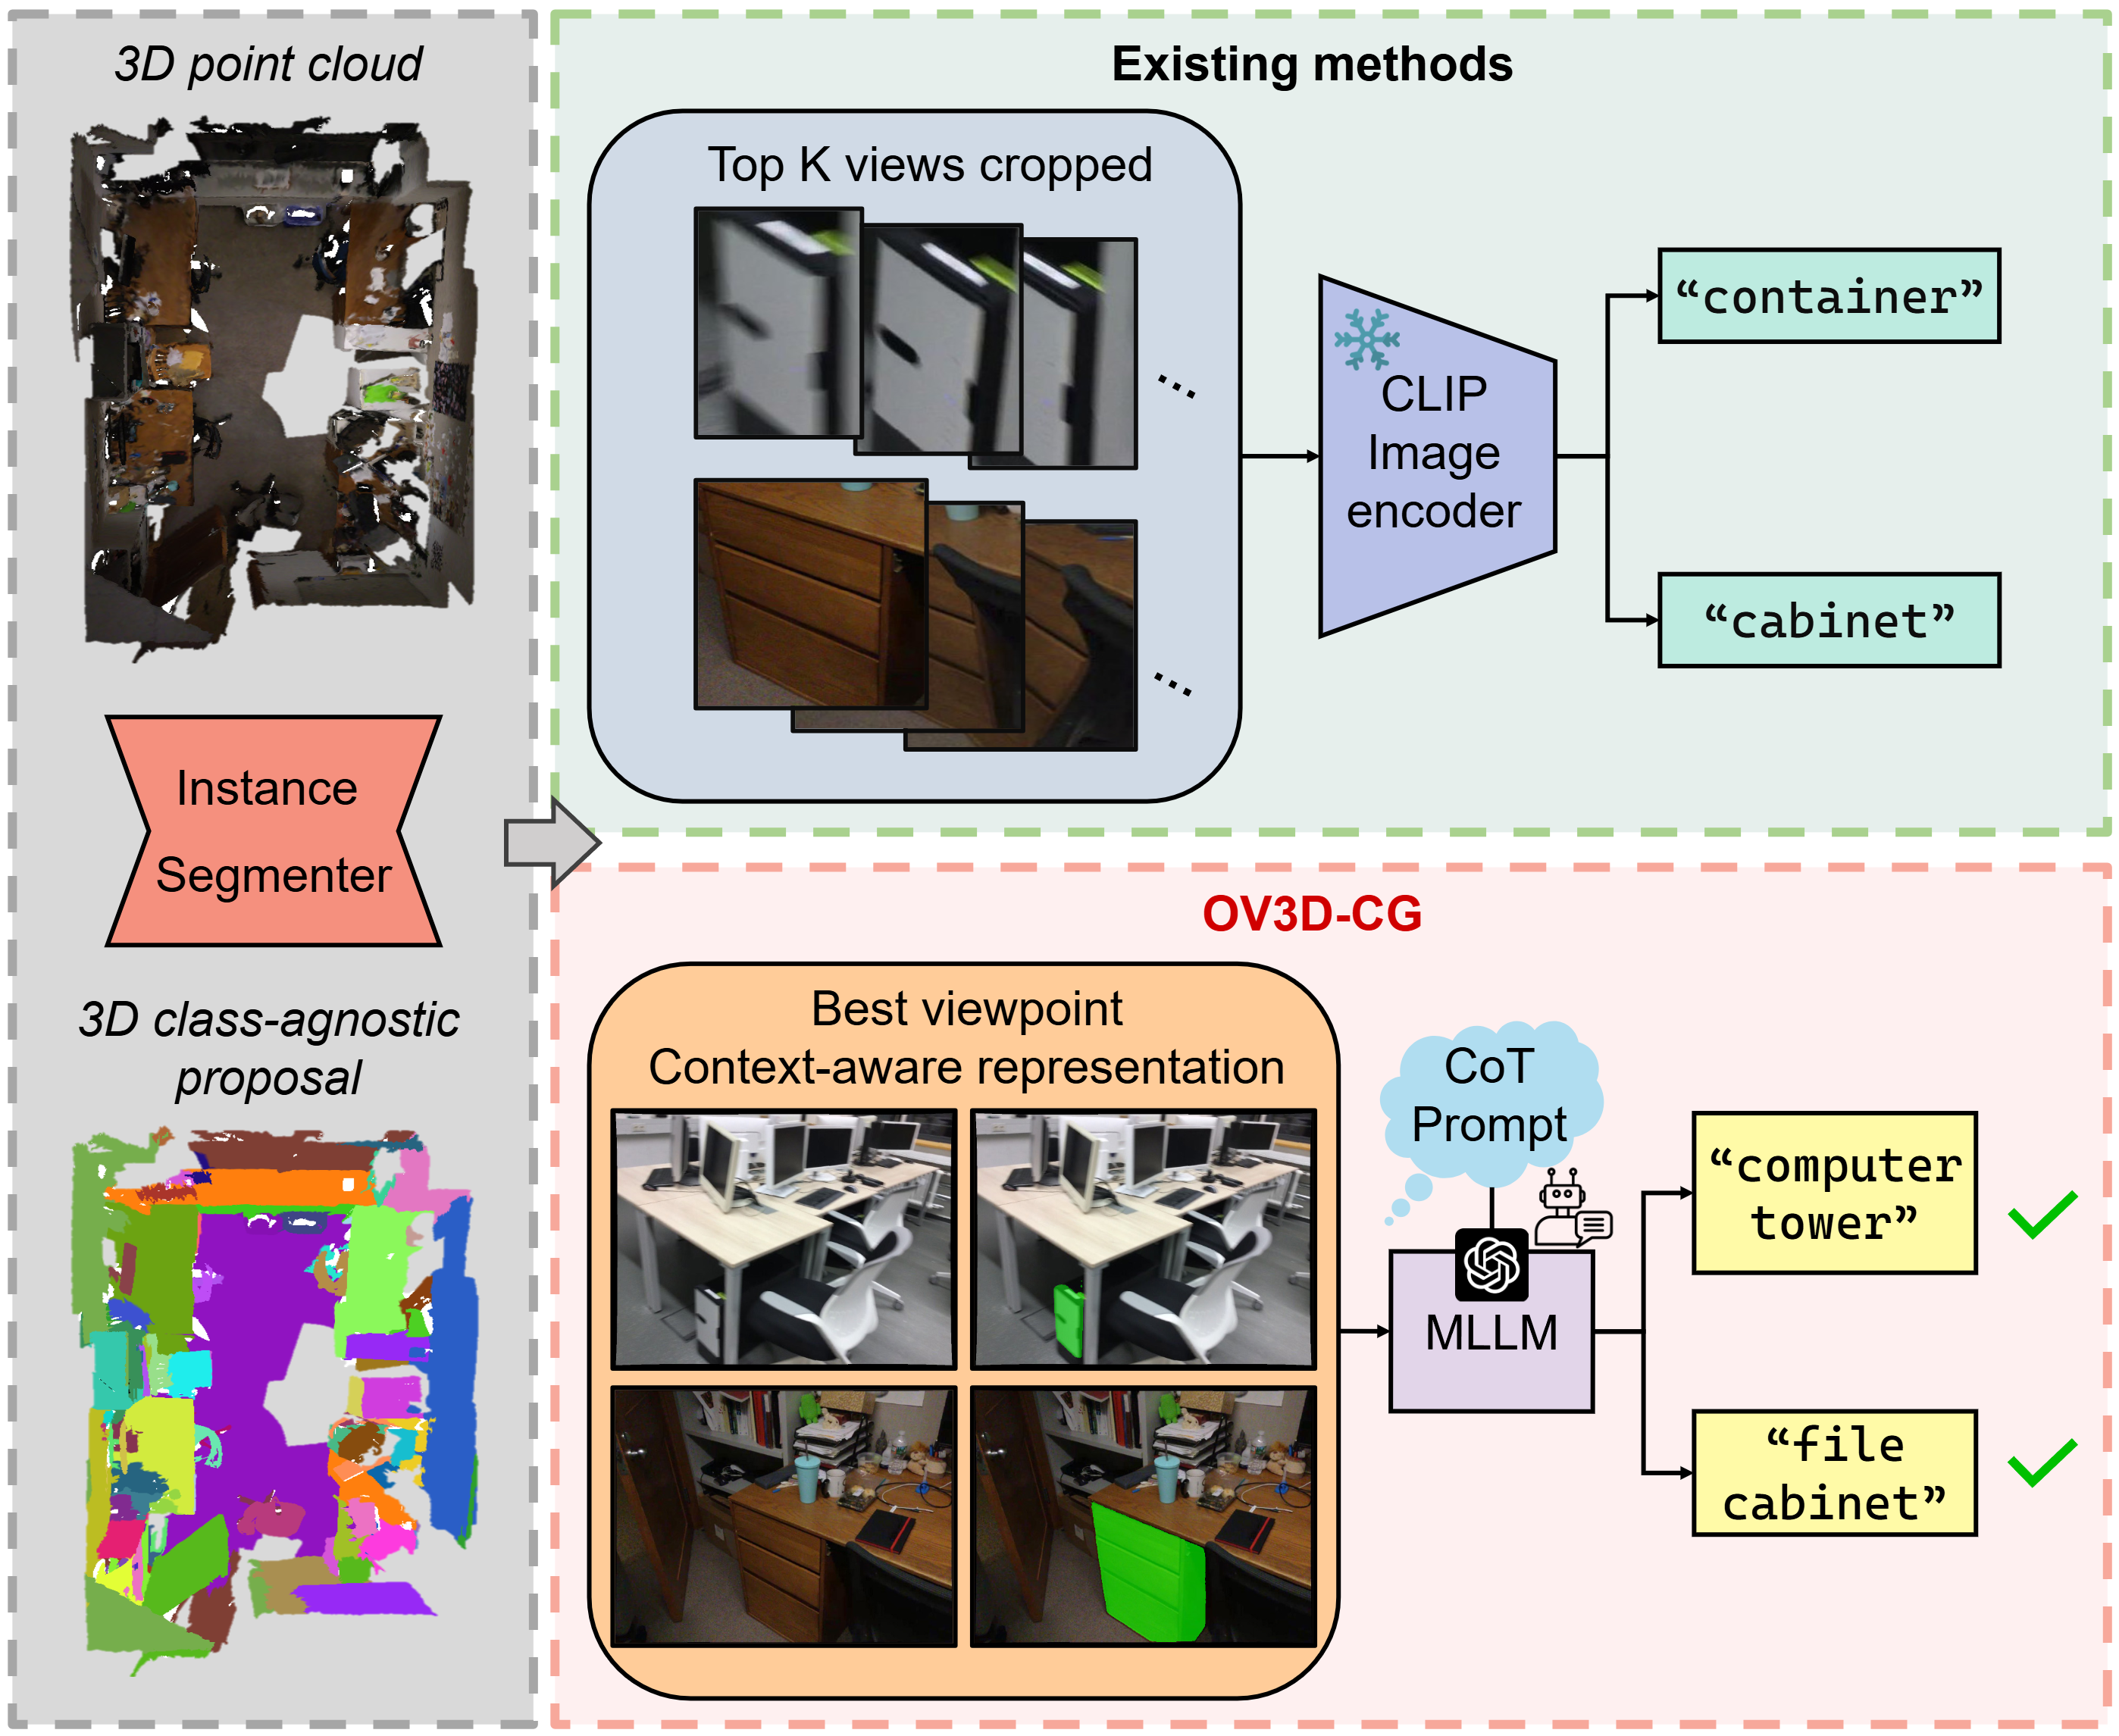 3D point cloud
Instance
Segmenter
3D class-agnostic
proposal
Existing methods
Top K views cropped
CLIP
Image
encoder
“container”
“cabinet”
OV3D-CG
Best viewpoint
Context-aware representation
CoT
Prompt
MLLM
“computer
tower”
“file
cabinet”